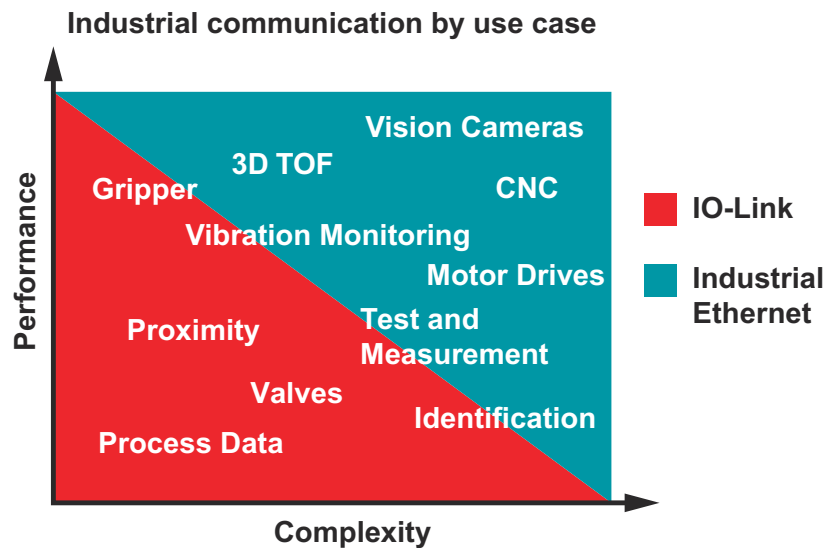 Industrial communication by use case
Performance
Vision Cameras
3D TOF
Gripper
CNC
Vibration Monitoring
Motor Drives
Test and
Measurement
Proximity
Valves
Identification
Process Data
Complexity
IO-Link
Industrial
Ethernet